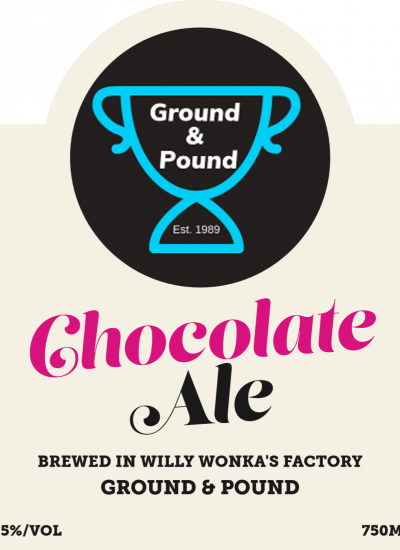 Ground
&
Pound
Est. 1989
Chocolate
Ale
BREWED IN WILLY WONKA'S FACTORY
GROUND & POUND
5%/VOL 750M